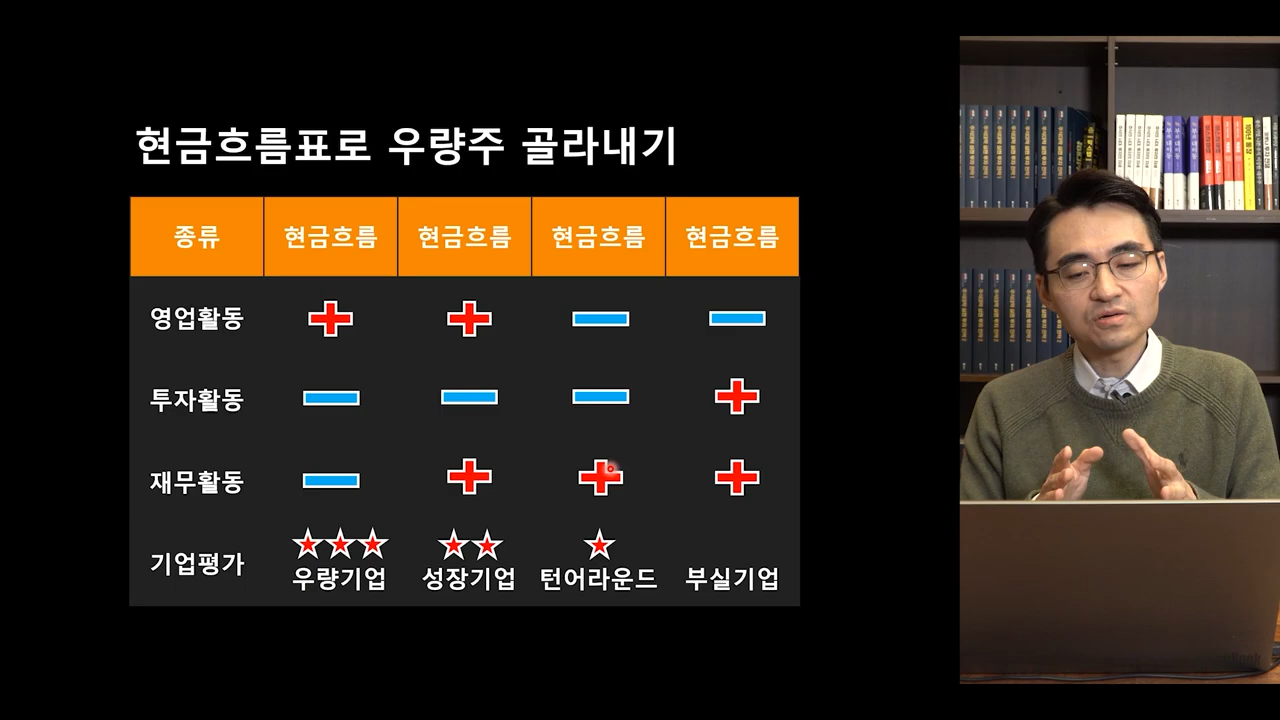 현금흐름표로 우량주 골라내기
종류 현금흐름 현금흐름 현금흐름 현금흐름
영업활동
투자활동
재무활동
기업평가
우량기업 성장기업 턴어라운드 부실기업